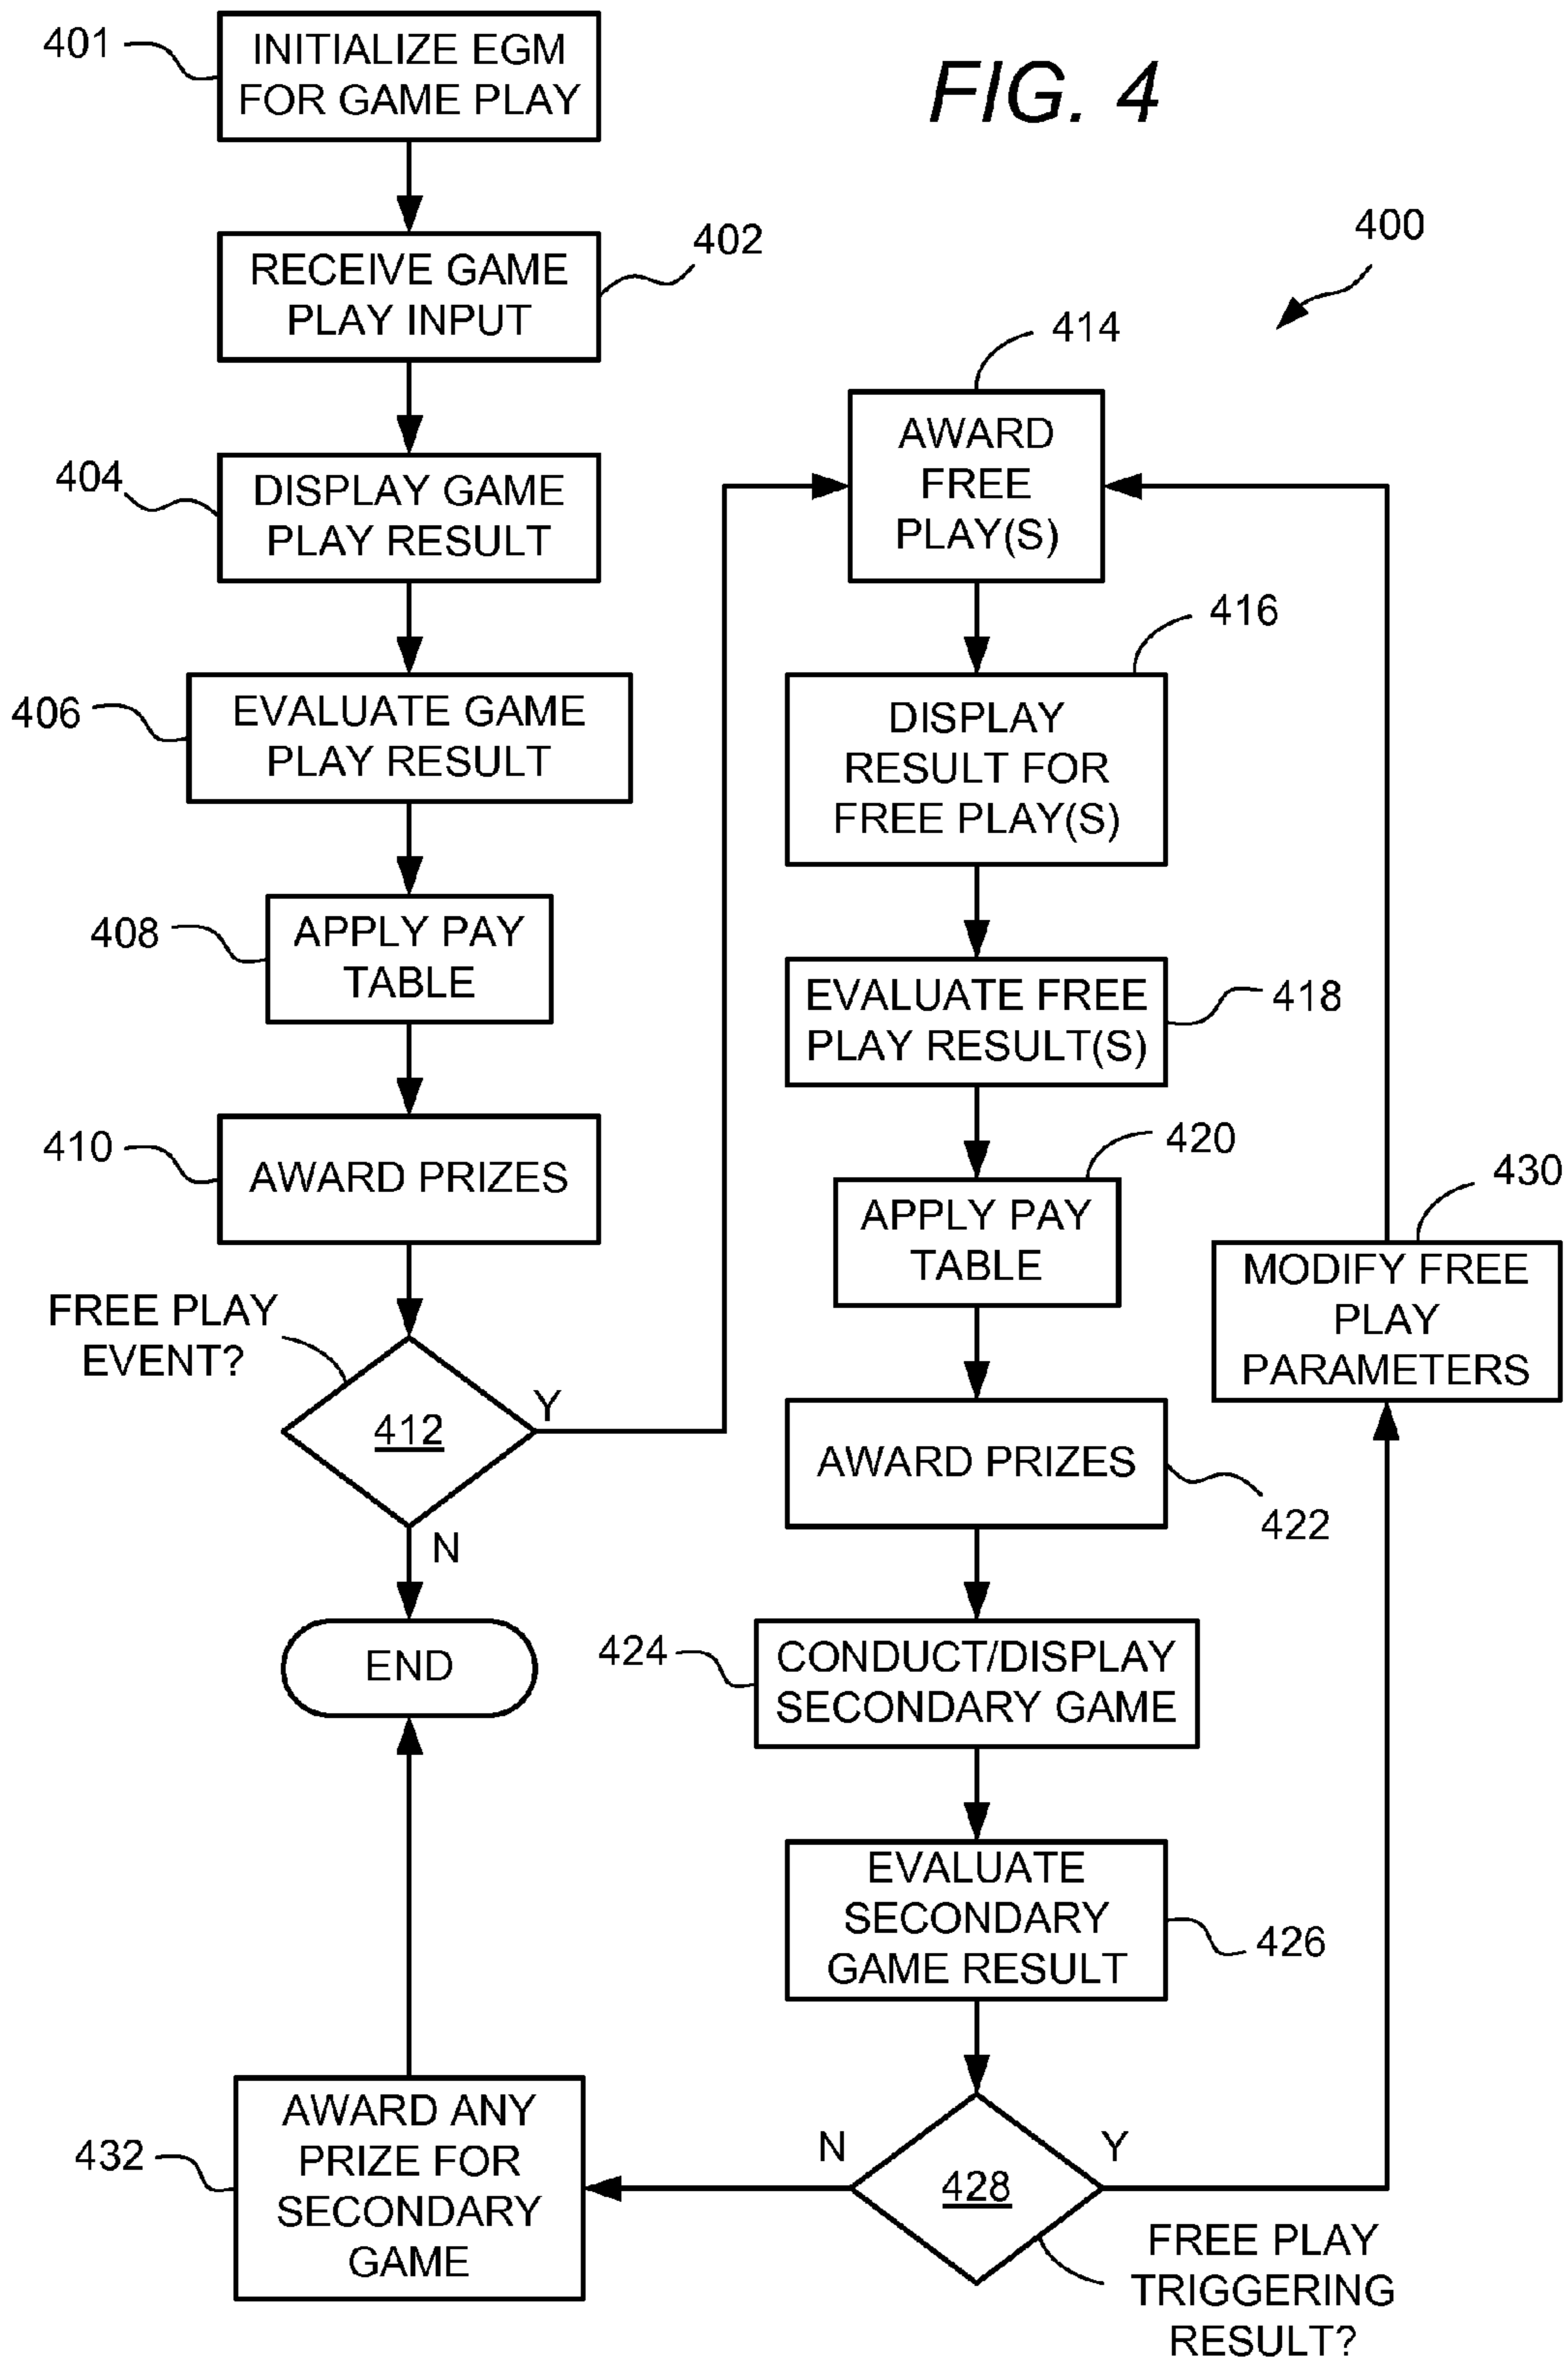 FIG. 4
400
401
INITIALIZE EGM
FOR GAME PLAY
402
RECEIVE GAME
PLAY INPUT
404
DISPLAY GAME
PLAY RESULT
406
EVALUATE GAME
PLAY RESULT
408
APPLY PAY
TABLE
410
AWARD PRIZES
FREE PLAY
EVENT?
412
Y
N
END
414
AWARD
FREE
PLAY(S)
416
DISPLAY
RESULT FOR
FREE PLAY(S)
418
EVALUATE FREE
PLAY RESULT(S)
420
APPLY PAY
TABLE
422
AWARD PRIZES
424
CONDUCT/DISPLAY
SECONDARY GAME
426
EVALUATE
SECONDARY
GAME RESULT
428
N
Y
FREE PLAY
TRIGGERING
RESULT?
430
MODIFY FREE
PLAY
PARAMETERS
432
AWARD ANY
PRIZE FOR
SECONDARY
GAME